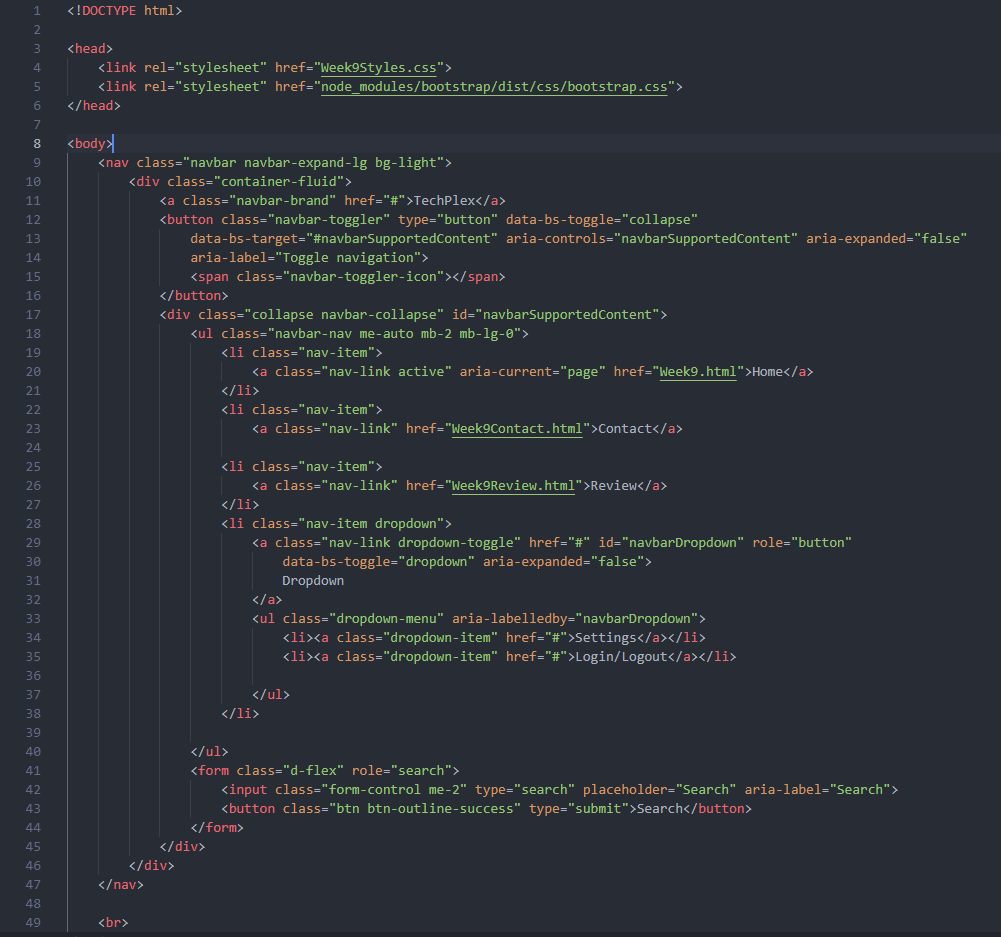 1 <!DOCTYPE html>
2
3 <head>
4 <link rel="stylesheet" href="Week9Styles.css">
5 <link rel="stylesheet" href="node_modules/bootstrap/dist/css/bootstrap.css">
6 </head>
7
8 <body>
9 <nav class="navbar navbar-expand-lg bg-light">
10 <div class="container-fluid">
11 <a class="navbar-brand" href="#">TechPlex</a>
12 <button class="navbar-toggler" type="button" data-bs-toggle="collapse"
13 data-bs-target="#navbarSupportedContent" aria-controls="navbarSupportedContent" aria-expanded="false"
14 aria-label="Toggle navigation">
15 <span class="navbar-toggler-icon"></span>
16 </button>
17 <div class="collapse navbar-collapse" id="navbarSupportedContent">
18 <ul class="navbar-nav me-auto mb-2 mb-lg-0">
19 <li class="nav-item">
20 <a class="nav-link active" aria-current="page" href="Week9.html">Home</a>
21 </li>
22 <li class="nav-item">
23 <a class="nav-link" href="Week9Contact.html">Contact</a>
24
25 <li class="nav-item">
26 <a class="nav-link" href="Week9Review.html">Review</a>
27 </li>
28 <li class="nav-item dropdown">
29 <a class="nav-link dropdown-toggle" href="#" id="navbarDropdown" role="button"
30 data-bs-toggle="dropdown" aria-expanded="false">
31 Dropdown
32 </a>
33 <ul class="dropdown-menu" aria-labelledby="navbarDropdown">
34 <li><a class="dropdown-item" href="#">Settings</a></li>
35 <li><a class="dropdown-item" href="#">Login/Logout</a></li>
36
37 </ul>
38 </li>
39
40 </ul>
41 <form class="d-flex" role="search">
42 <input class="form-control me-2" type="search" placeholder="Search" aria-label="Search">
43 <button class="btn btn-outline-success" type="submit">Search</button>
44 </form>
45 </div>
46 </div>
47 </nav>
48
49 <br>